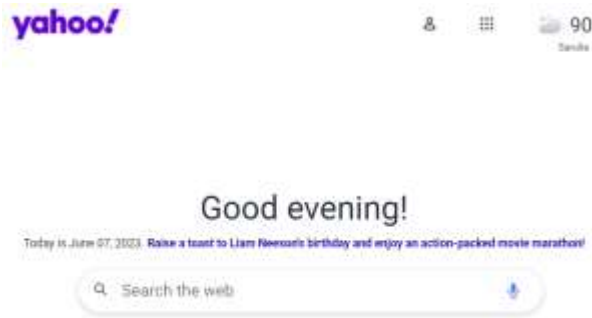 yahoo!
90
Good evening!
Today is June 07, 2023. Raise a toast to Liam Neeson's birthday and enjoy an action-packed movie marathon!
Search the web